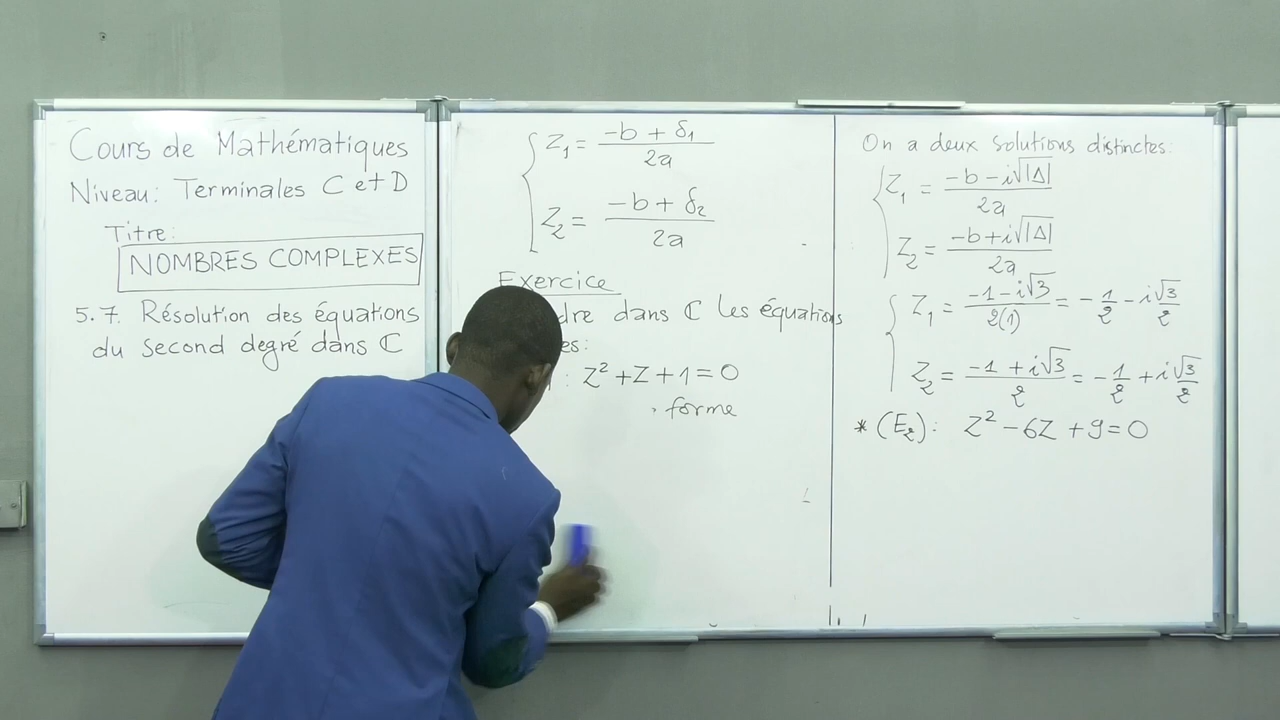 Cours de Mathématiques
Niveau: Terminales C et D
Titre:
NOMBRES COMPLEXES
5.7. Résolution des équations
du second degré dans ℂ
Z₁ = (-b + δ₁)/2a
Z₂ = (-b + δ₂)/2a
Exercice
dre dans ℂ les équations
es:
: Z² + Z + 1 = 0
forme
On a deux solutions distinctes:
Z₁ = (-b - i√|Δ|)/2a
Z₂ = (-b + i√|Δ|)/2a
Z₁ = (-1 - i√3)/2(1) = -1/2 - i√3/2
Z₂ = (-1 + i√3)/2 = -1/2 + i√3/2
* (E₂): Z² - 6Z + 9 = 0